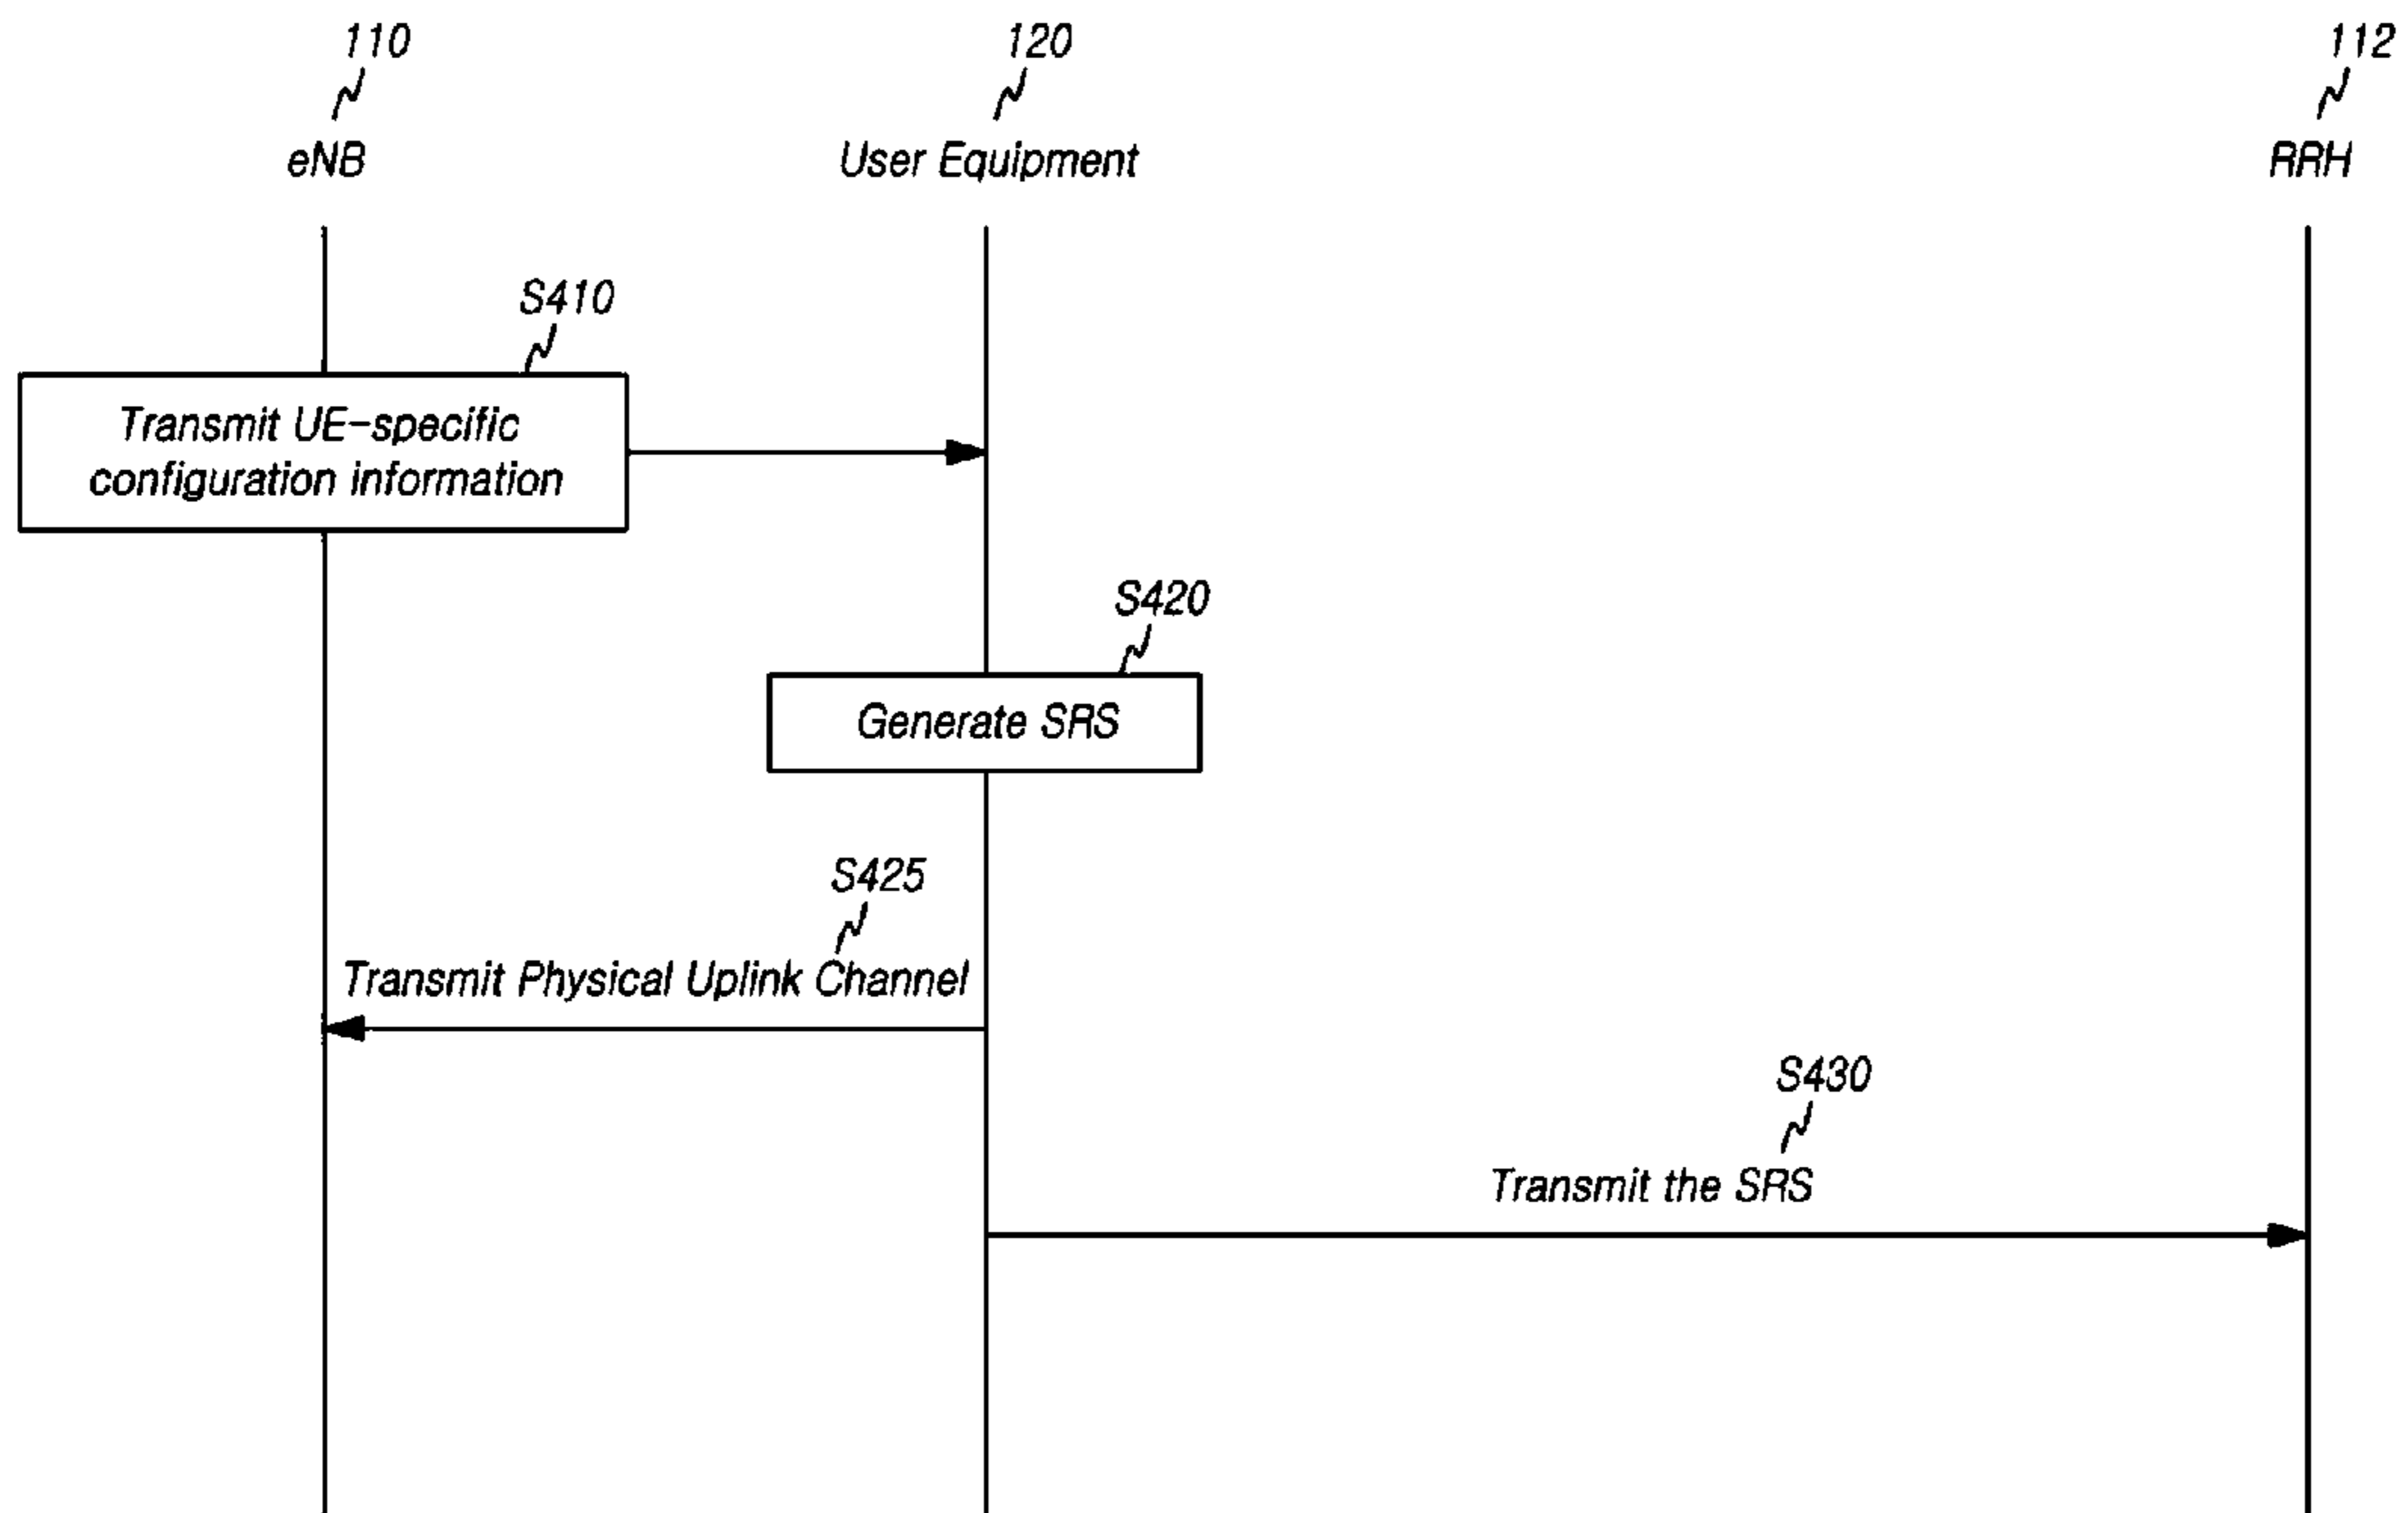 110
120
112
eNB
User Equipment
RRH
S410
Transmit UE-specific
configuration information
S420
Generate SRS
S425
Transmit Physical Uplink Channel
S430
Transmit the SRS